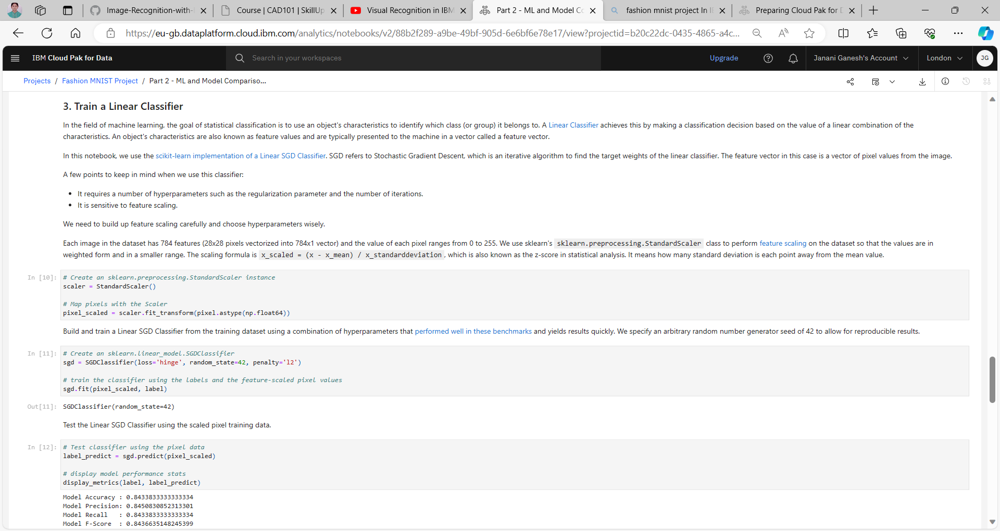 Image-Recognition-with-
Course | CAD101 | SkillUp
Visual Recognition in IBM
Part 2 - ML and Model Co
fashion mnist project In I
Preparing Cloud Pak for D
https://eu-gb.dataplatform.cloud.ibm.com/analytics/notebooks/v2/88b2f289-a9be-49bf-905d-6e6bf6e78e17/view?projectid=b20c22dc-0435-4865-a4c...
IBM Cloud Pak for Data
Search in your workspaces
Upgrade
Janani Ganesh's Account
London
JG
Projects / Fashion MNIST Project / Part 2 - ML and Model Compariso...
3. Train a Linear Classifier
In the field of machine learning, the goal of statistical classification is to use an object's characteristics to identify which class (or group) it belongs to. A Linear Classifier achieves this by making a classification decision based on the value of a linear combination of the
characteristics. An object's characteristics are also known as feature values and are typically presented to the machine in a vector called a feature vector.
In this notebook, we use the scikit-learn implementation of a Linear SGD Classifier. SGD refers to Stochastic Gradient Descent, which is an iterative algorithm to find the target weights of the linear classifier. The feature vector in this case is a vector of pixel values from the image.
A few points to keep in mind when we use this classifier:
• It requires a number of hyperparameters such as the regularization parameter and the number of iterations.
• It is sensitive to feature scaling.
We need to build up feature scaling carefully and choose hyperparameters wisely.
Each image in the dataset has 784 features (28x28 pixels vectorized into 784x1 vector) and the value of each pixel ranges from 0 to 255. We use sklearn's sklearn.preprocessing.StandardScaler class to perform feature scaling on the dataset so that the values are in
weighted form and in a smaller range. The scaling formula is x_scaled = (x - x_mean) / x_standarddeviation, which is also known as the z-score in statistical analysis. It means how many standard deviation is each point away from the mean value.
In [10]: # Create an sklearn.preprocessing.StandardScaler instance
scaler = StandardScaler()
# Map pixels with the Scaler
pixel_scaled = scaler.fit_transform(pixel.astype(np.float64))
Build and train a Linear SGD Classifier from the training dataset using a combination of hyperparameters that performed well in these benchmarks and yields results quickly. We specify an arbitrary random number generator seed of 42 to allow for reproducible results.
In [11]: # Create an sklearn.linear_model.SGDClassifier
sgd = SGDClassifier(loss='hinge', random_state=42, penalty='l2')
# train the classifier using the labels and the feature-scaled pixel values
sgd.fit(pixel_scaled, label)
Out[11]: SGDClassifier(random_state=42)
Test the Linear SGD Classifier using the scaled pixel training data.
In [12]: # Test classifier using the pixel data
label_predict = sgd.predict(pixel_scaled)
# display model performance stats
display_metrics(label, label_predict)
Model Accuracy : 0.8433833333333334
Model Precision: 0.8450830852313301
Model Recall   : 0.8433833333333334
Model F-Score  : 0.8436635148245399